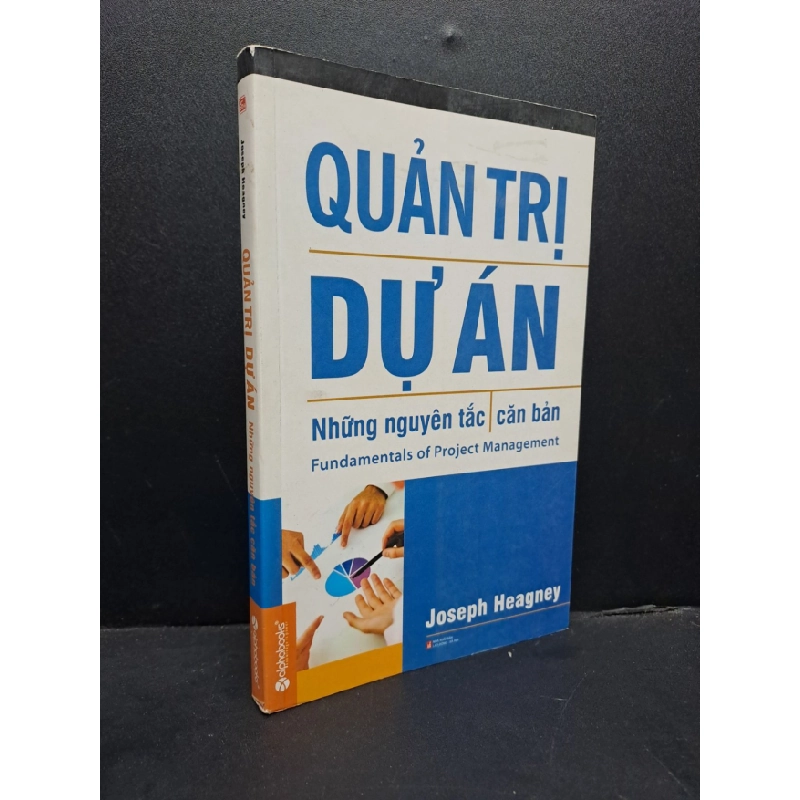 QUẢN TRỊ
DỰ ÁN
Những nguyên tắc căn bản
Fundamentals of Project Management
Joseph Heagney
Joseph Heagney
QUẢN TRỊ DỰ ÁN Những nguyên tắc căn bản
alphabooks